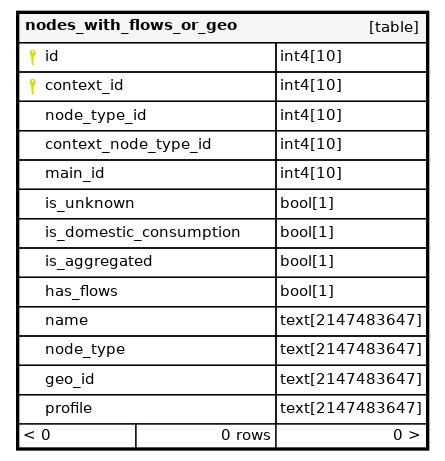 nodes_with_flows_or_geo [table]
id int4[10]
context_id int4[10]
node_type_id int4[10]
context_node_type_id int4[10]
main_id int4[10]
is_unknown bool[1]
is_domestic_consumption bool[1]
is_aggregated bool[1]
has_flows bool[1]
name text[2147483647]
node_type text[2147483647]
geo_id text[2147483647]
profile text[2147483647]
< 0 0 rows 0 >